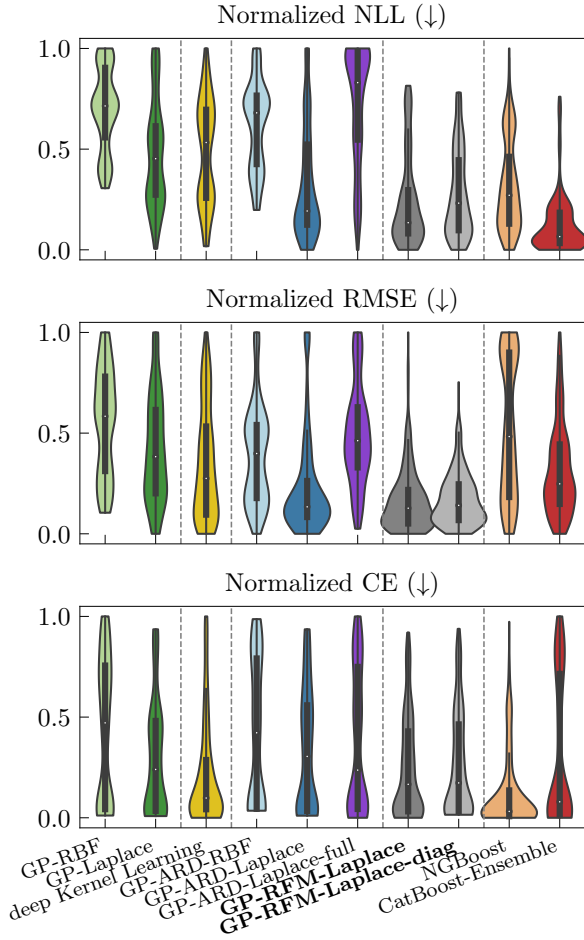 Normalized NLL (↓)
1.0
0.5
0.0
Normalized RMSE (↓)
1.0
0.5
0.0
Normalized CE (↓)
1.0
0.5
0.0
GP-RBF
GP-Laplace
deep Kernel Learning
GP-ARD-RBF
GP-ARD-Laplace
GP-ARD-Laplace-full
GP-RFM-Laplace
GP-RFM-Laplace-diag
NGBoost
CatBoost-Ensemble